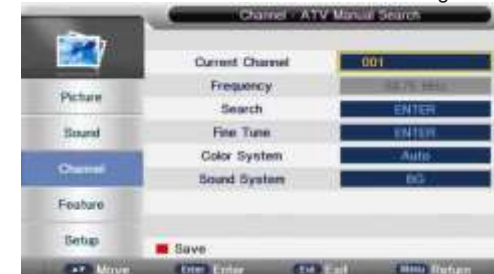 Channel - ATV Manual Search
Current Channel 001
Frequency
Search ENTER
Fine Tune ENTER
Color System Auto
Sound System BG
Picture
Sound
Channel
Feature
Setup
Save
Move Enter Enter Exit Exit Menu Return